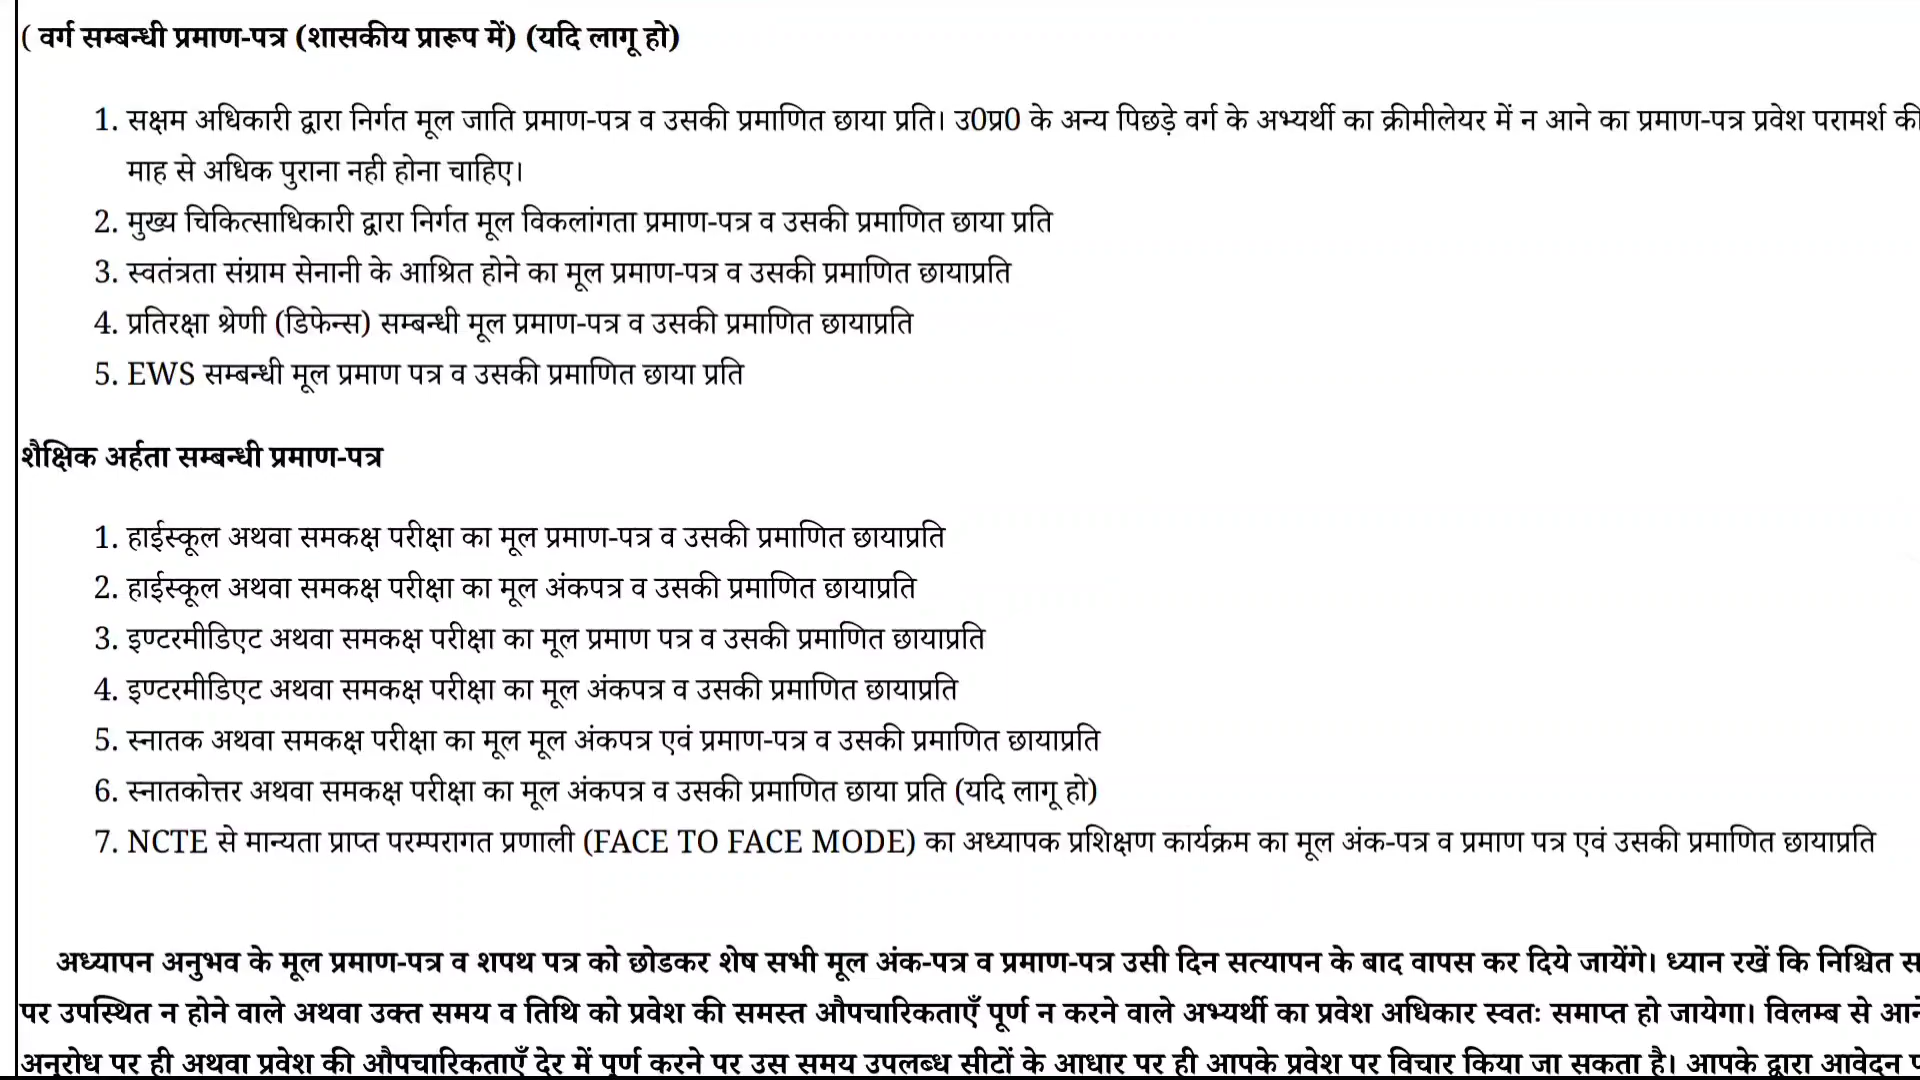 ( वर्ग सम्बन्धी प्रमाण-पत्र (शासकीय प्रारूप में) (यदि लागू हो)
1. सक्षम अधिकारी द्वारा निर्गत मूल जाति प्रमाण-पत्र व उसकी प्रमाणित छाया प्रति। उ0प्र0 के अन्य पिछड़े वर्ग के अभ्यर्थी का क्रीमीलेयर में न आने का प्रमाण-पत्र प्रवेश परामर्श की
माह से अधिक पुराना नही होना चाहिए।
2. मुख्य चिकित्साधिकारी द्वारा निर्गत मूल विकलांगता प्रमाण-पत्र व उसकी प्रमाणित छाया प्रति
3. स्वतंत्रता संग्राम सेनानी के आश्रित होने का मूल प्रमाण-पत्र व उसकी प्रमाणित छायाप्रति
4. प्रतिरक्षा श्रेणी (डिफेन्स) सम्बन्धी मूल प्रमाण-पत्र व उसकी प्रमाणित छायाप्रति
5. EWS सम्बन्धी मूल प्रमाण पत्र व उसकी प्रमाणित छाया प्रति
शैक्षिक अर्हता सम्बन्धी प्रमाण-पत्र
1. हाईस्कूल अथवा समकक्ष परीक्षा का मूल प्रमाण-पत्र व उसकी प्रमाणित छायाप्रति
2. हाईस्कूल अथवा समकक्ष परीक्षा का मूल अंकपत्र व उसकी प्रमाणित छायाप्रति
3. इण्टरमीडिएट अथवा समकक्ष परीक्षा का मूल प्रमाण पत्र व उसकी प्रमाणित छायाप्रति
4. इण्टरमीडिएट अथवा समकक्ष परीक्षा का मूल अंकपत्र व उसकी प्रमाणित छायाप्रति
5. स्नातक अथवा समकक्ष परीक्षा का मूल मूल अंकपत्र एवं प्रमाण-पत्र व उसकी प्रमाणित छायाप्रति
6. स्नातकोत्तर अथवा समकक्ष परीक्षा का मूल अंकपत्र व उसकी प्रमाणित छाया प्रति (यदि लागू हो)
7. NCTE से मान्यता प्राप्त परम्परागत प्रणाली (FACE TO FACE MODE) का अध्यापक प्रशिक्षण कार्यक्रम का मूल अंक-पत्र व प्रमाण पत्र एवं उसकी प्रमाणित छायाप्रति
अध्यापन अनुभव के मूल प्रमाण-पत्र व शपथ पत्र को छोडकर शेष सभी मूल अंक-पत्र व प्रमाण-पत्र उसी दिन सत्यापन के बाद वापस कर दिये जायेंगे। ध्यान रखें कि निश्चित
पर उपस्थित न होने वाले अथवा उक्त समय व तिथि को प्रवेश की समस्त औपचारिकताएँ पूर्ण न करने वाले अभ्यर्थी का प्रवेश अधिकार स्वतः समाप्त हो जायेगा। विलम्ब से
अनुरोध पर ही अथवा प्रवेश की औपचारिकताएँ देर में पूर्ण करने पर उस समय उपलब्ध सीटों के आधार पर ही आपके प्रवेश पर विचार किया जा सकता है। आपके द्वारा आवेदन